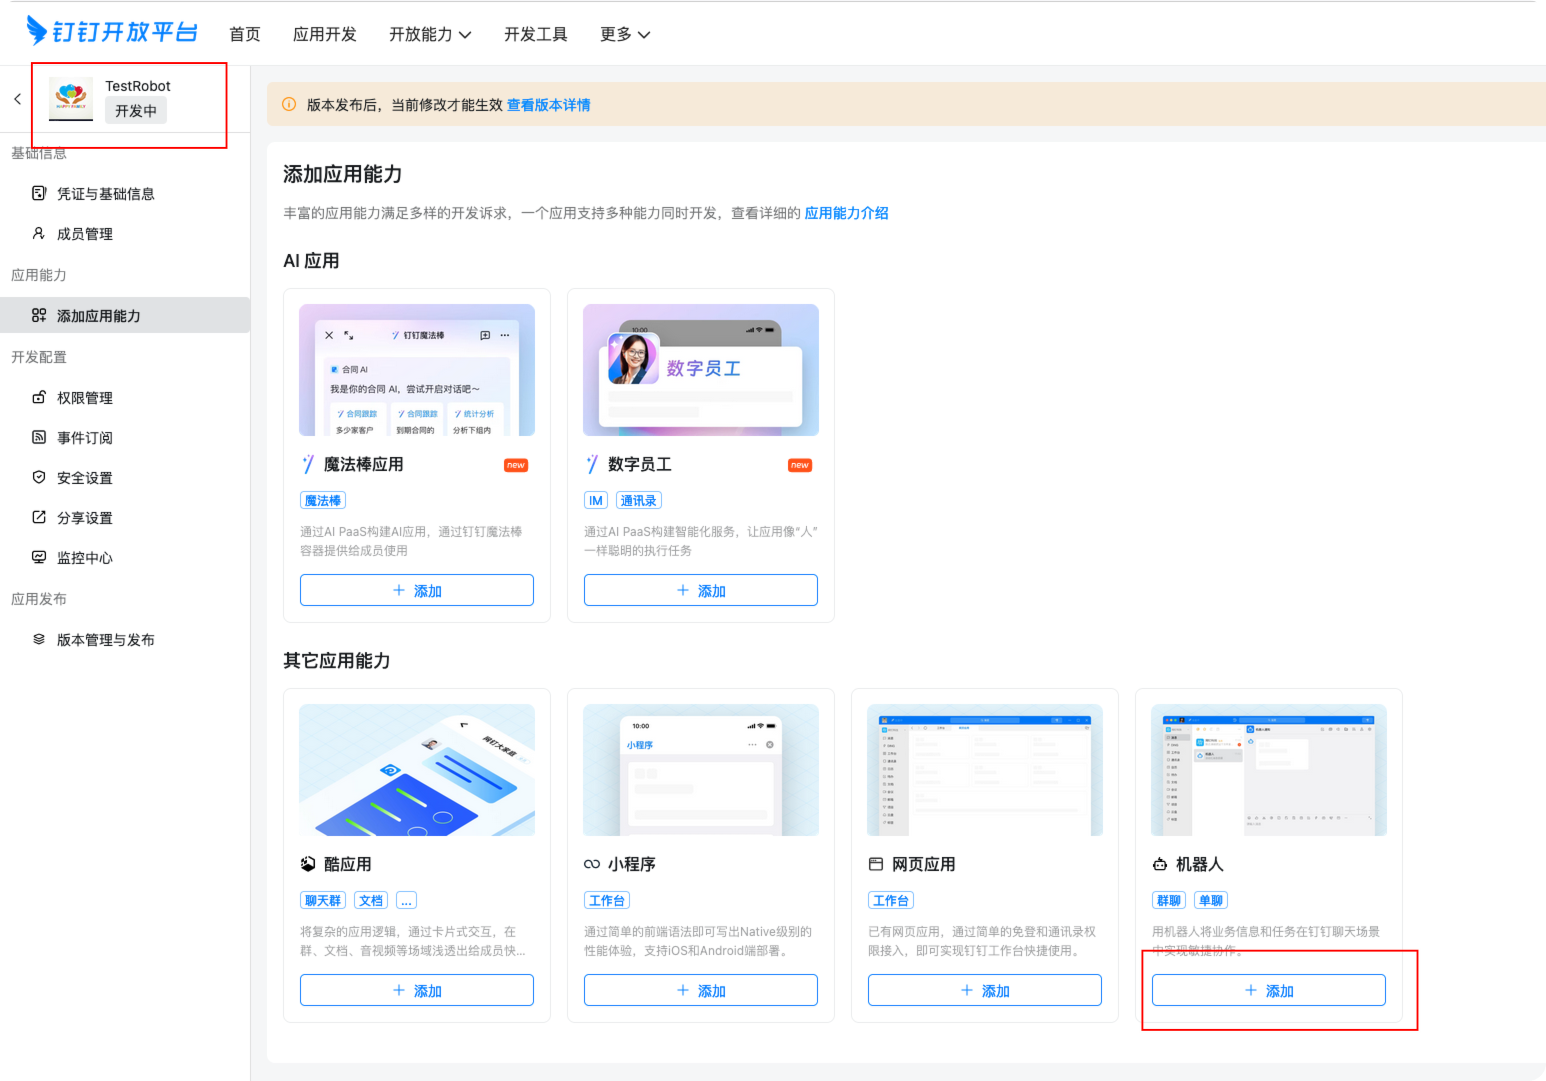 钉钉开放平台
首页
应用开发
开放能力
开发工具
更多
TestRobot
开发中
基础信息
凭证与基础信息
成员管理
应用能力
添加应用能力
开发配置
权限管理
事件订阅
安全设置
分享设置
监控中心
应用发布
版本管理与发布
版本发布后，当前修改才能生效 查看版本详情
添加应用能力
丰富的应用能力满足多样的开发诉求，一个应用支持多种能力同时开发，查看详细的 应用能力介绍
AI 应用
钉钉魔法棒
合同 AI
我是你的合同 AI，尝试开启对话吧～
合同跟踪
合同跟踪
统计分析
多少家客户
到期合同的
分析下组内
魔法棒应用
new
魔法棒
通过AI PaaS构建AI应用，通过钉钉魔法棒
容器提供给成员使用
+ 添加
10:00
数字员工
数字员工
new
IM
通讯录
通过AI PaaS构建智能化服务，让应用像“人”
一样聪明的执行任务
+ 添加
其它应用能力
酷应用
聊天群
文档
...
将复杂的应用逻辑，通过卡片式交互，在
群、文档、音视频等场域浅透出给成员快...
+ 添加
10:00
小程序
小程序
工作台
通过简单的前端语法即可写出Native级别的
性能体验，支持iOS和Android端部署。
+ 添加
网页应用
工作台
已有网页应用，通过简单的免登和通讯录权
限接入，即可实现钉钉工作台快捷使用。
+ 添加
机器人
群聊
单聊
用机器人将业务信息和任务在钉钉聊天场景
中实现敏捷协作。
+ 添加